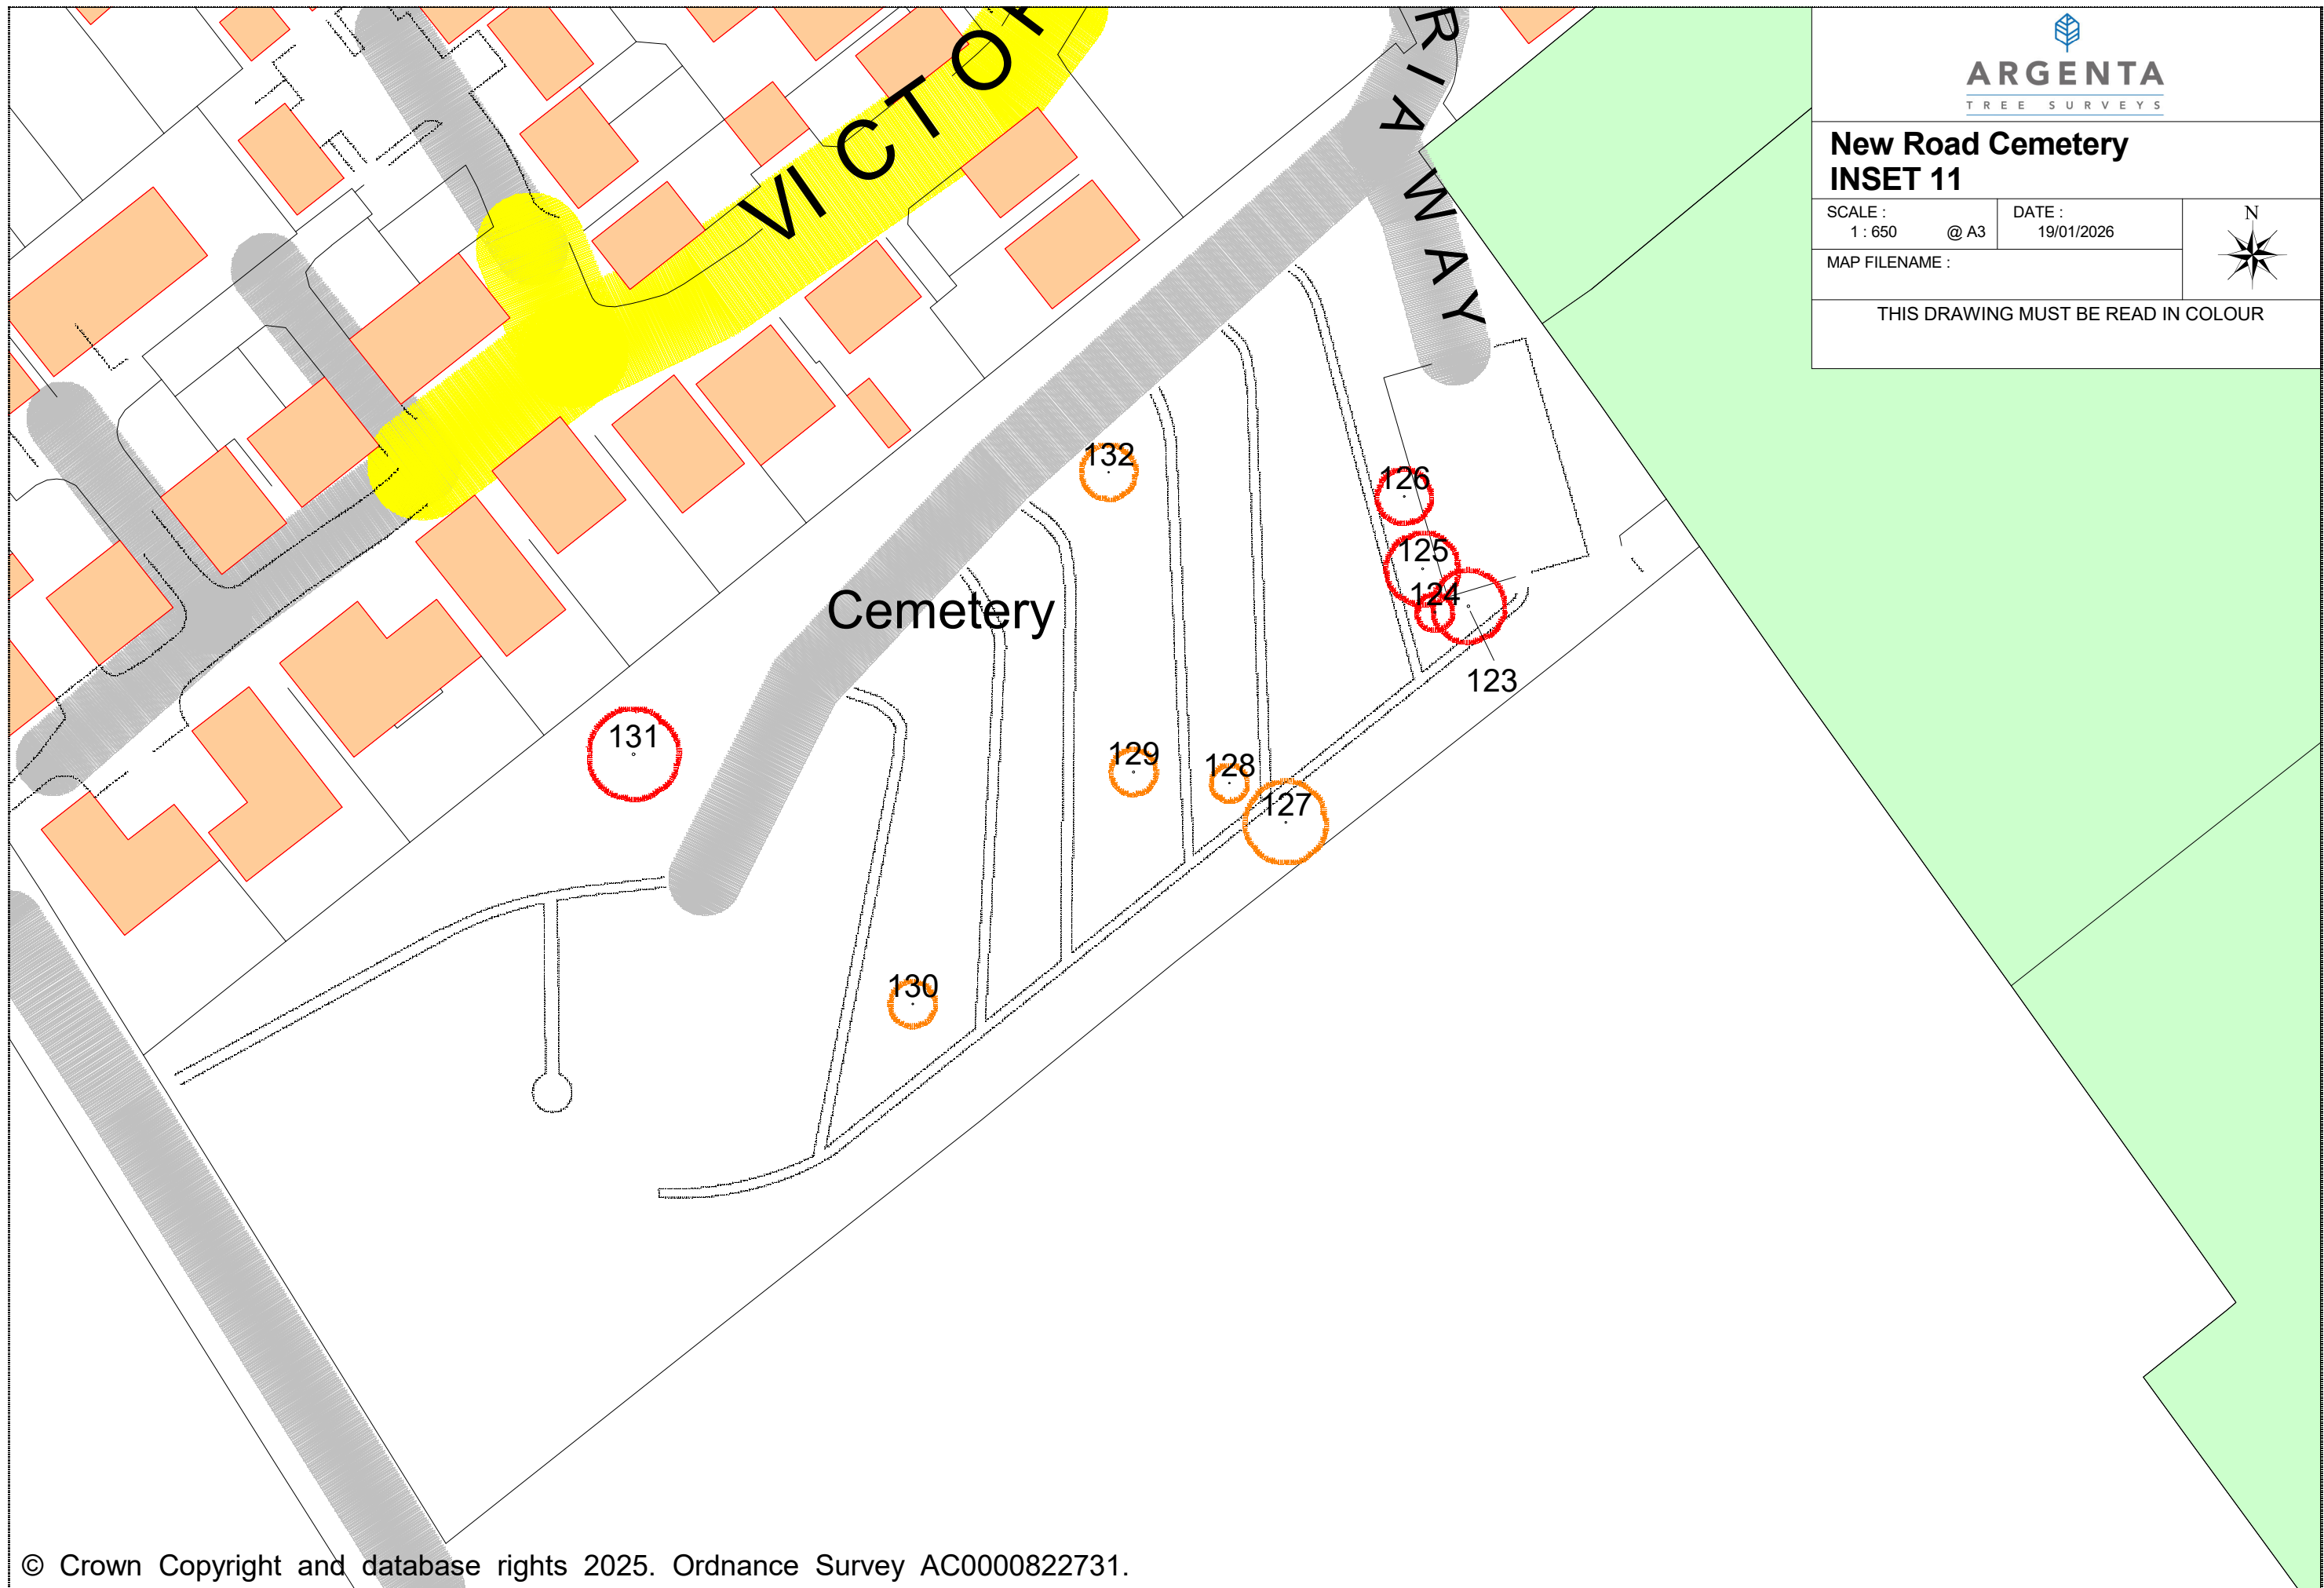 ARGENTA
TREE SURVEYS
New Road Cemetery
INSET 11
SCALE :
1 : 650 @ A3
DATE :
19/01/2026
N
MAP FILENAME :
THIS DRAWING MUST BE READ IN COLOUR
VICTOR
RIA WAY
132
126
125
124
123
Cemetery
131
129
128
127
130
© Crown Copyright and database rights 2025. Ordnance Survey AC0000822731.